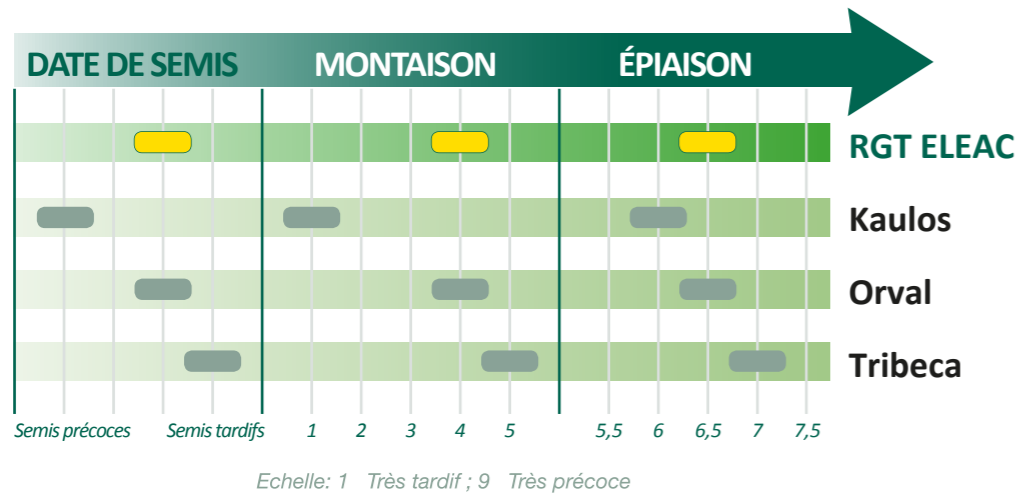 DATE DE SEMIS MONTAISON ÉPIAISON
RGT ELEAC
Kaulos
Orval
Tribeca
Semis précoces Semis tardifs 1 2 3 4 5 5,5 6 6,5 7 7,5
Echelle: 1 Très tardif ; 9 Très précoce